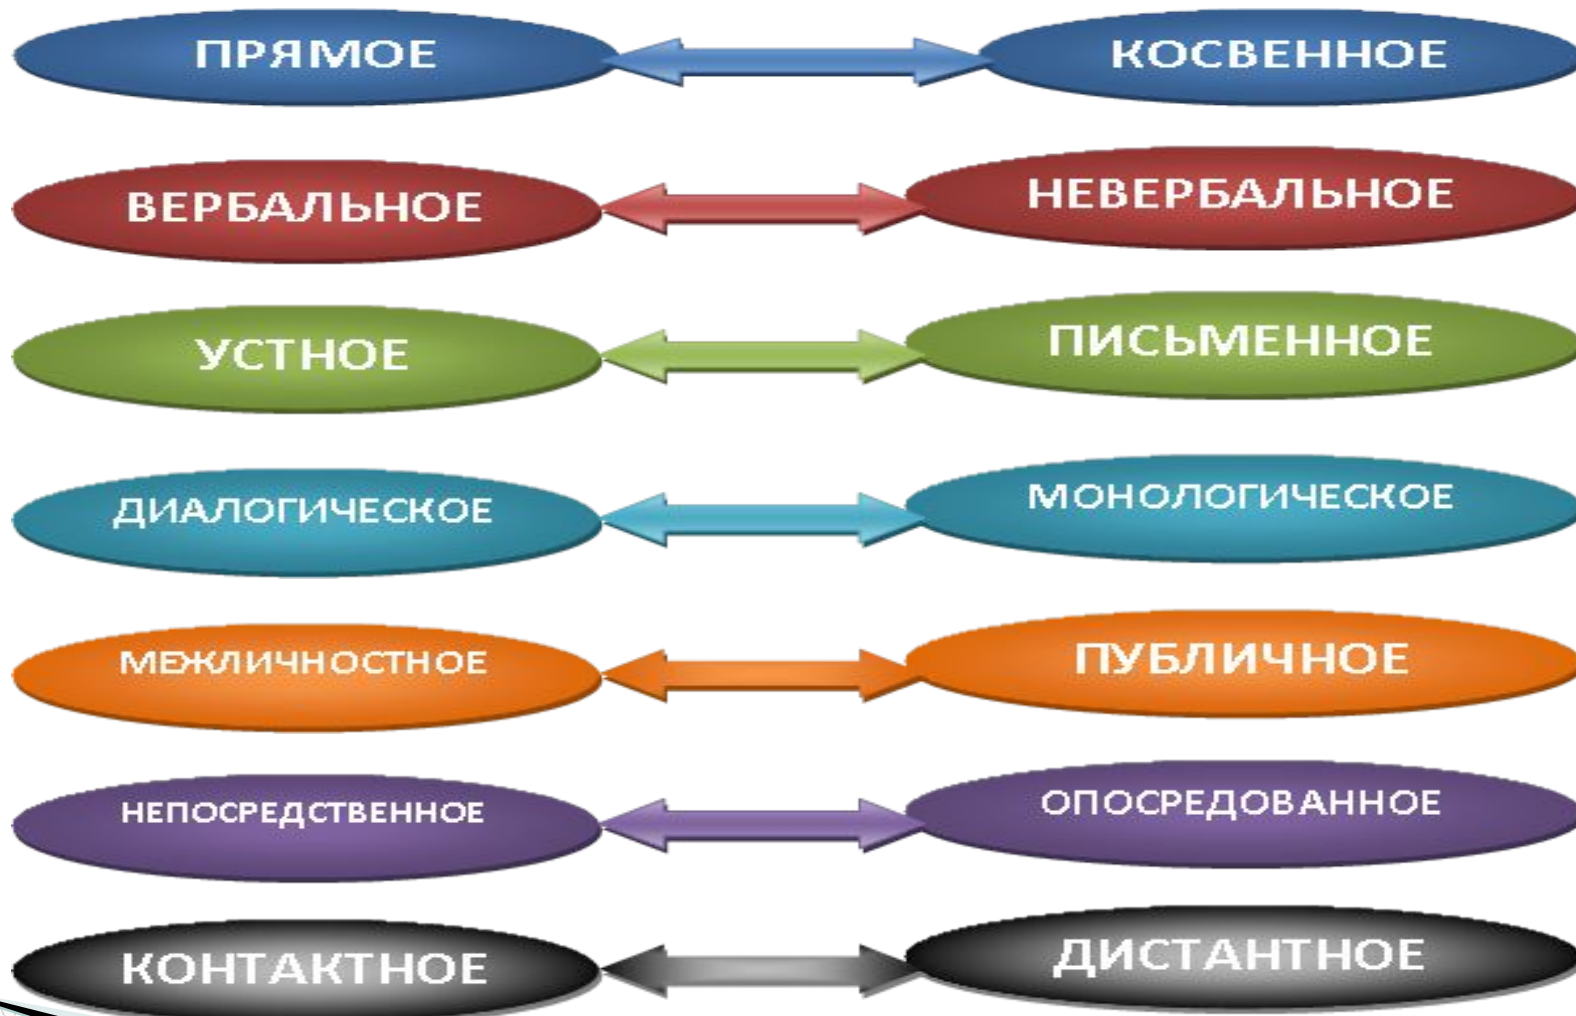 ПРЯМОЕ
КОСВЕННОЕ
ВЕРБАЛЬНОЕ
НЕВЕРБАЛЬНОЕ
УСТНОЕ
ПИСЬМЕННОЕ
ДИАЛОГИЧЕСКОЕ
МОНОЛОГИЧЕСКОЕ
МЕЖЛИЧНОСТНОЕ
ПУБЛИЧНОЕ
НЕПОСРЕДСТВЕННОЕ
ОПОСРЕДОВАННОЕ
КОНТАКТНОЕ
ДИСТАНТНОЕ